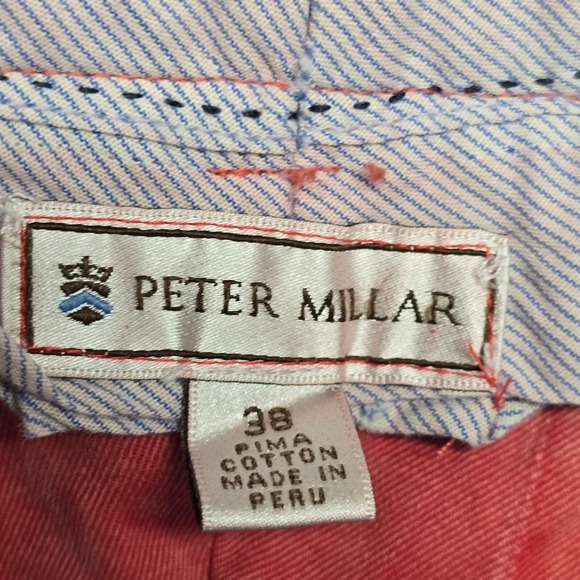 PETER MILLAR
38
PIMA
COTTON
MADE IN
PERU